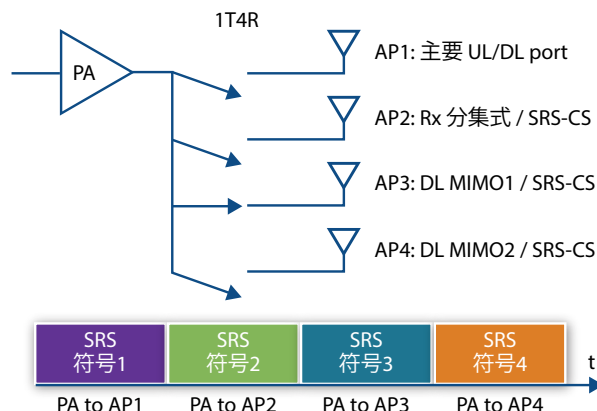 1T4R
PA
AP1: 主要 UL/DL port
AP2: Rx 分集式 / SRS-CS
AP3: DL MIMO1 / SRS-CS
AP4: DL MIMO2 / SRS-CS
SRS
符号1
SRS
符号2
SRS
符号3
SRS
符号4
t
PA to AP1
PA to AP2
PA to AP3
PA to AP4